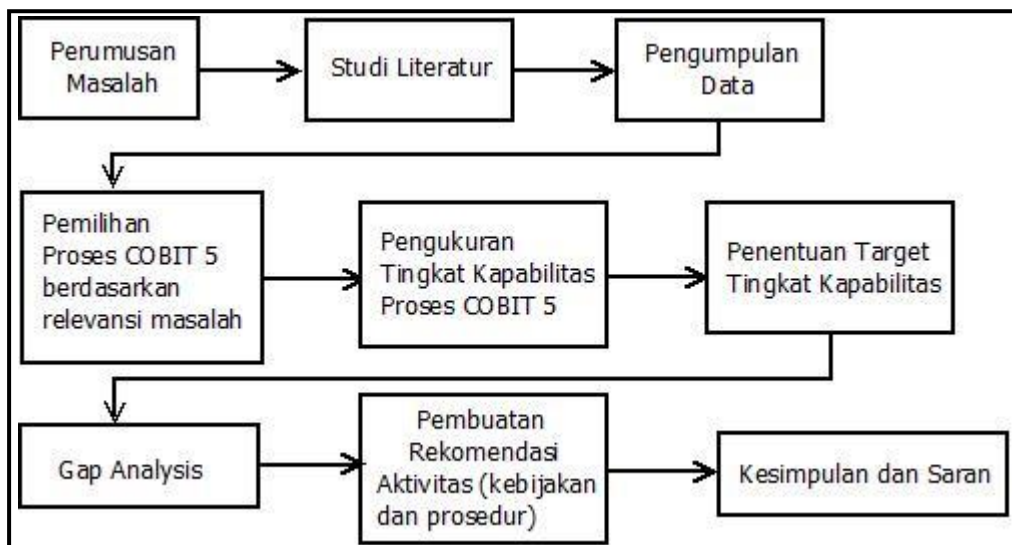 Perumusan
Masalah
Studi Literatur
Pengumpulan
Data
Pemilihan
Proses COBIT 5
berdasarkan
relevansi masalah
Pengukuran
Tingkat Kapabilitas
Proses COBIT 5
Penentuan Target
Tingkat Kapabilitas
Gap Analysis
Pembuatan
Rekomendasi
Aktivitas (kebijakan
dan prosedur)
Kesimpulan dan Saran